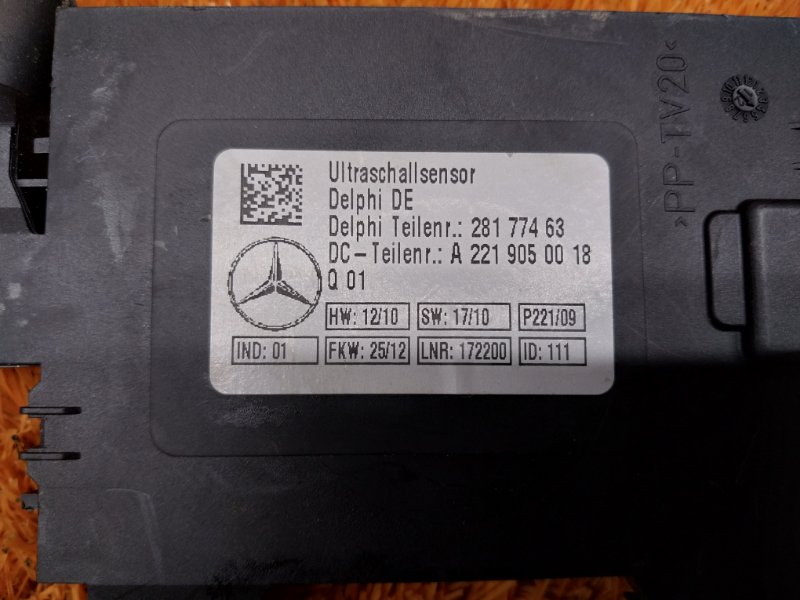 Ultraschallsensor
Delphi DE
Delphi Teilenr.: 281 774 63
DC-Teilenr.: A 221 905 00 18
Q 01
HW: 12/10 SW: 17/10 P221/09
IND: 01 FKW: 25/12 LNR: 172200 ID: 111
>PP-TV20<